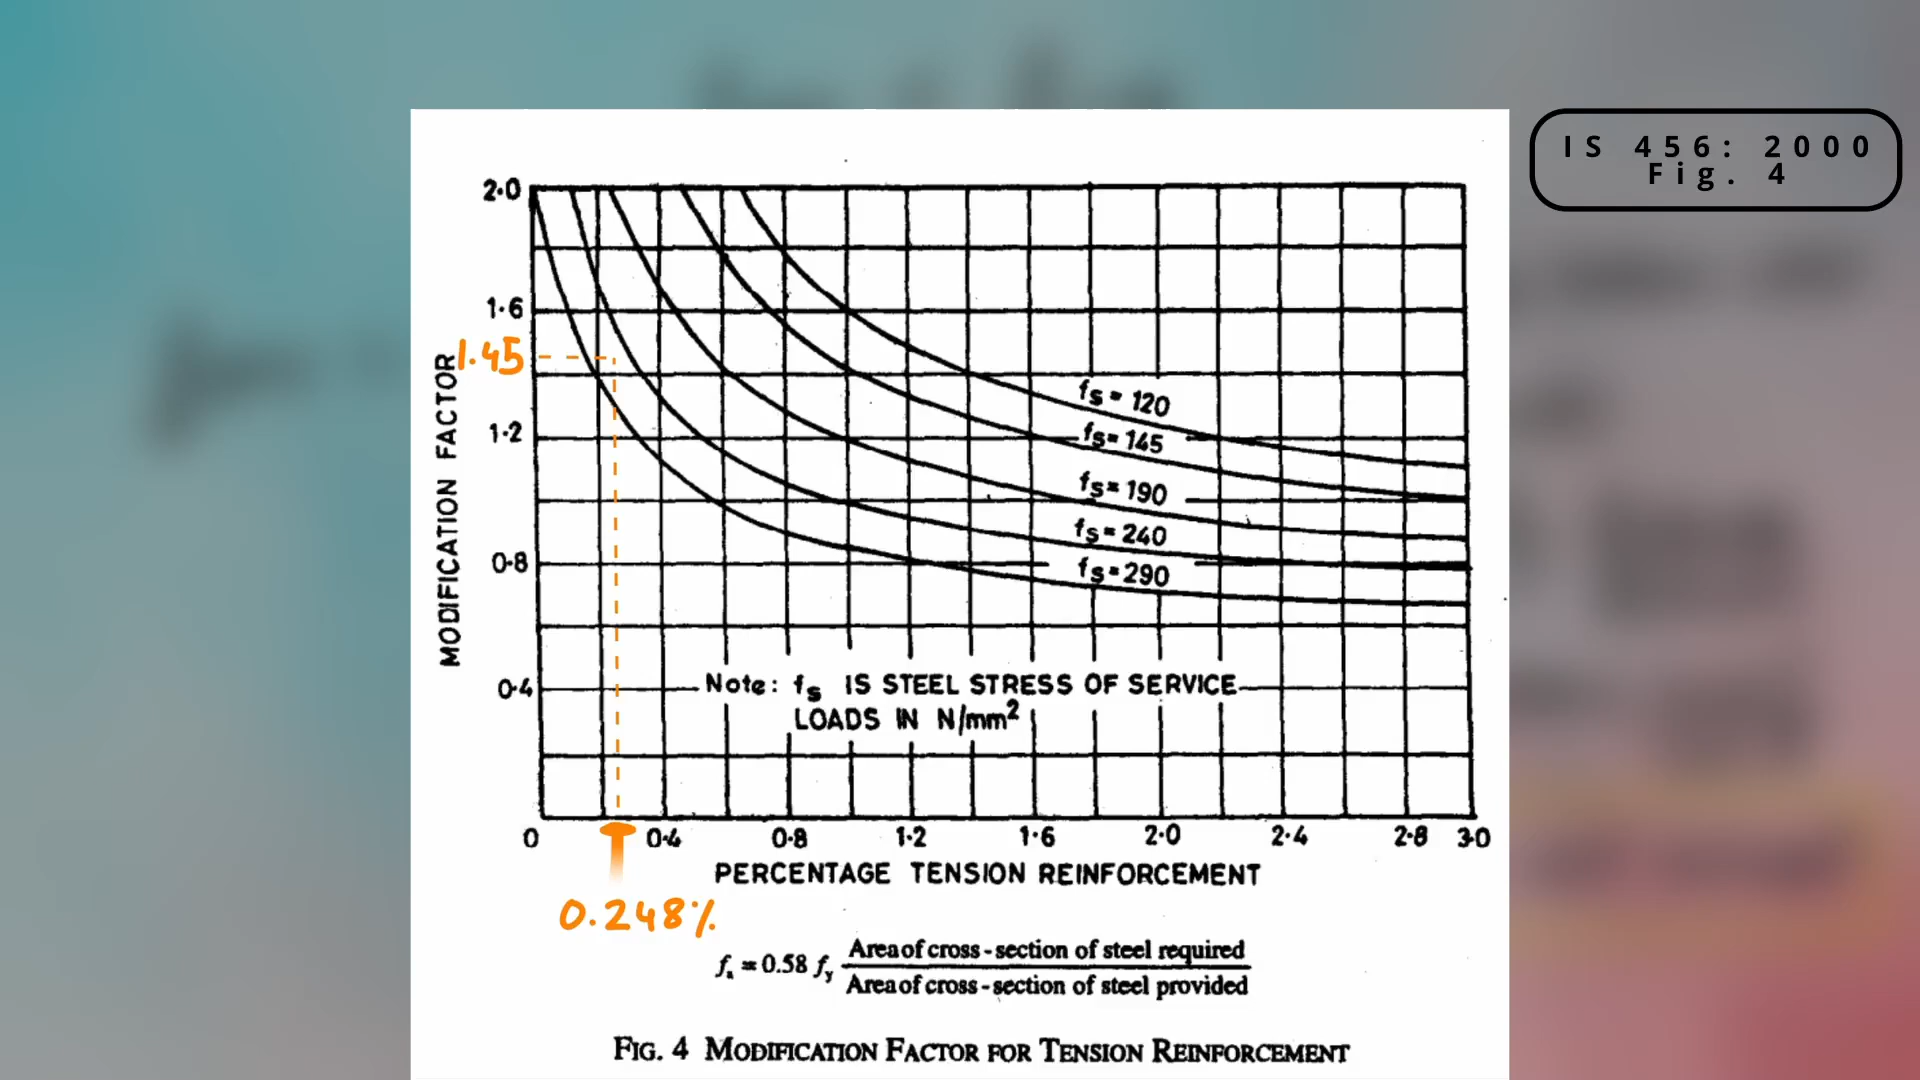 IS 456: 2000
Fig. 4
2.0
1.6
1.45
1.2
0.8
0.4
MODIFICATION FACTOR
fs = 120
fs = 145
fs = 190
fs = 240
fs = 290
Note: fs IS STEEL STRESS OF SERVICE
LOADS IN N/mm²
0 0.4 0.8 1.2 1.6 2.0 2.4 2.8 3.0
PERCENTAGE TENSION REINFORCEMENT
0.248%
fs = 0.58 fy Area of cross-section of steel required
Area of cross-section of steel provided
FIG. 4 MODIFICATION FACTOR FOR TENSION REINFORCEMENT